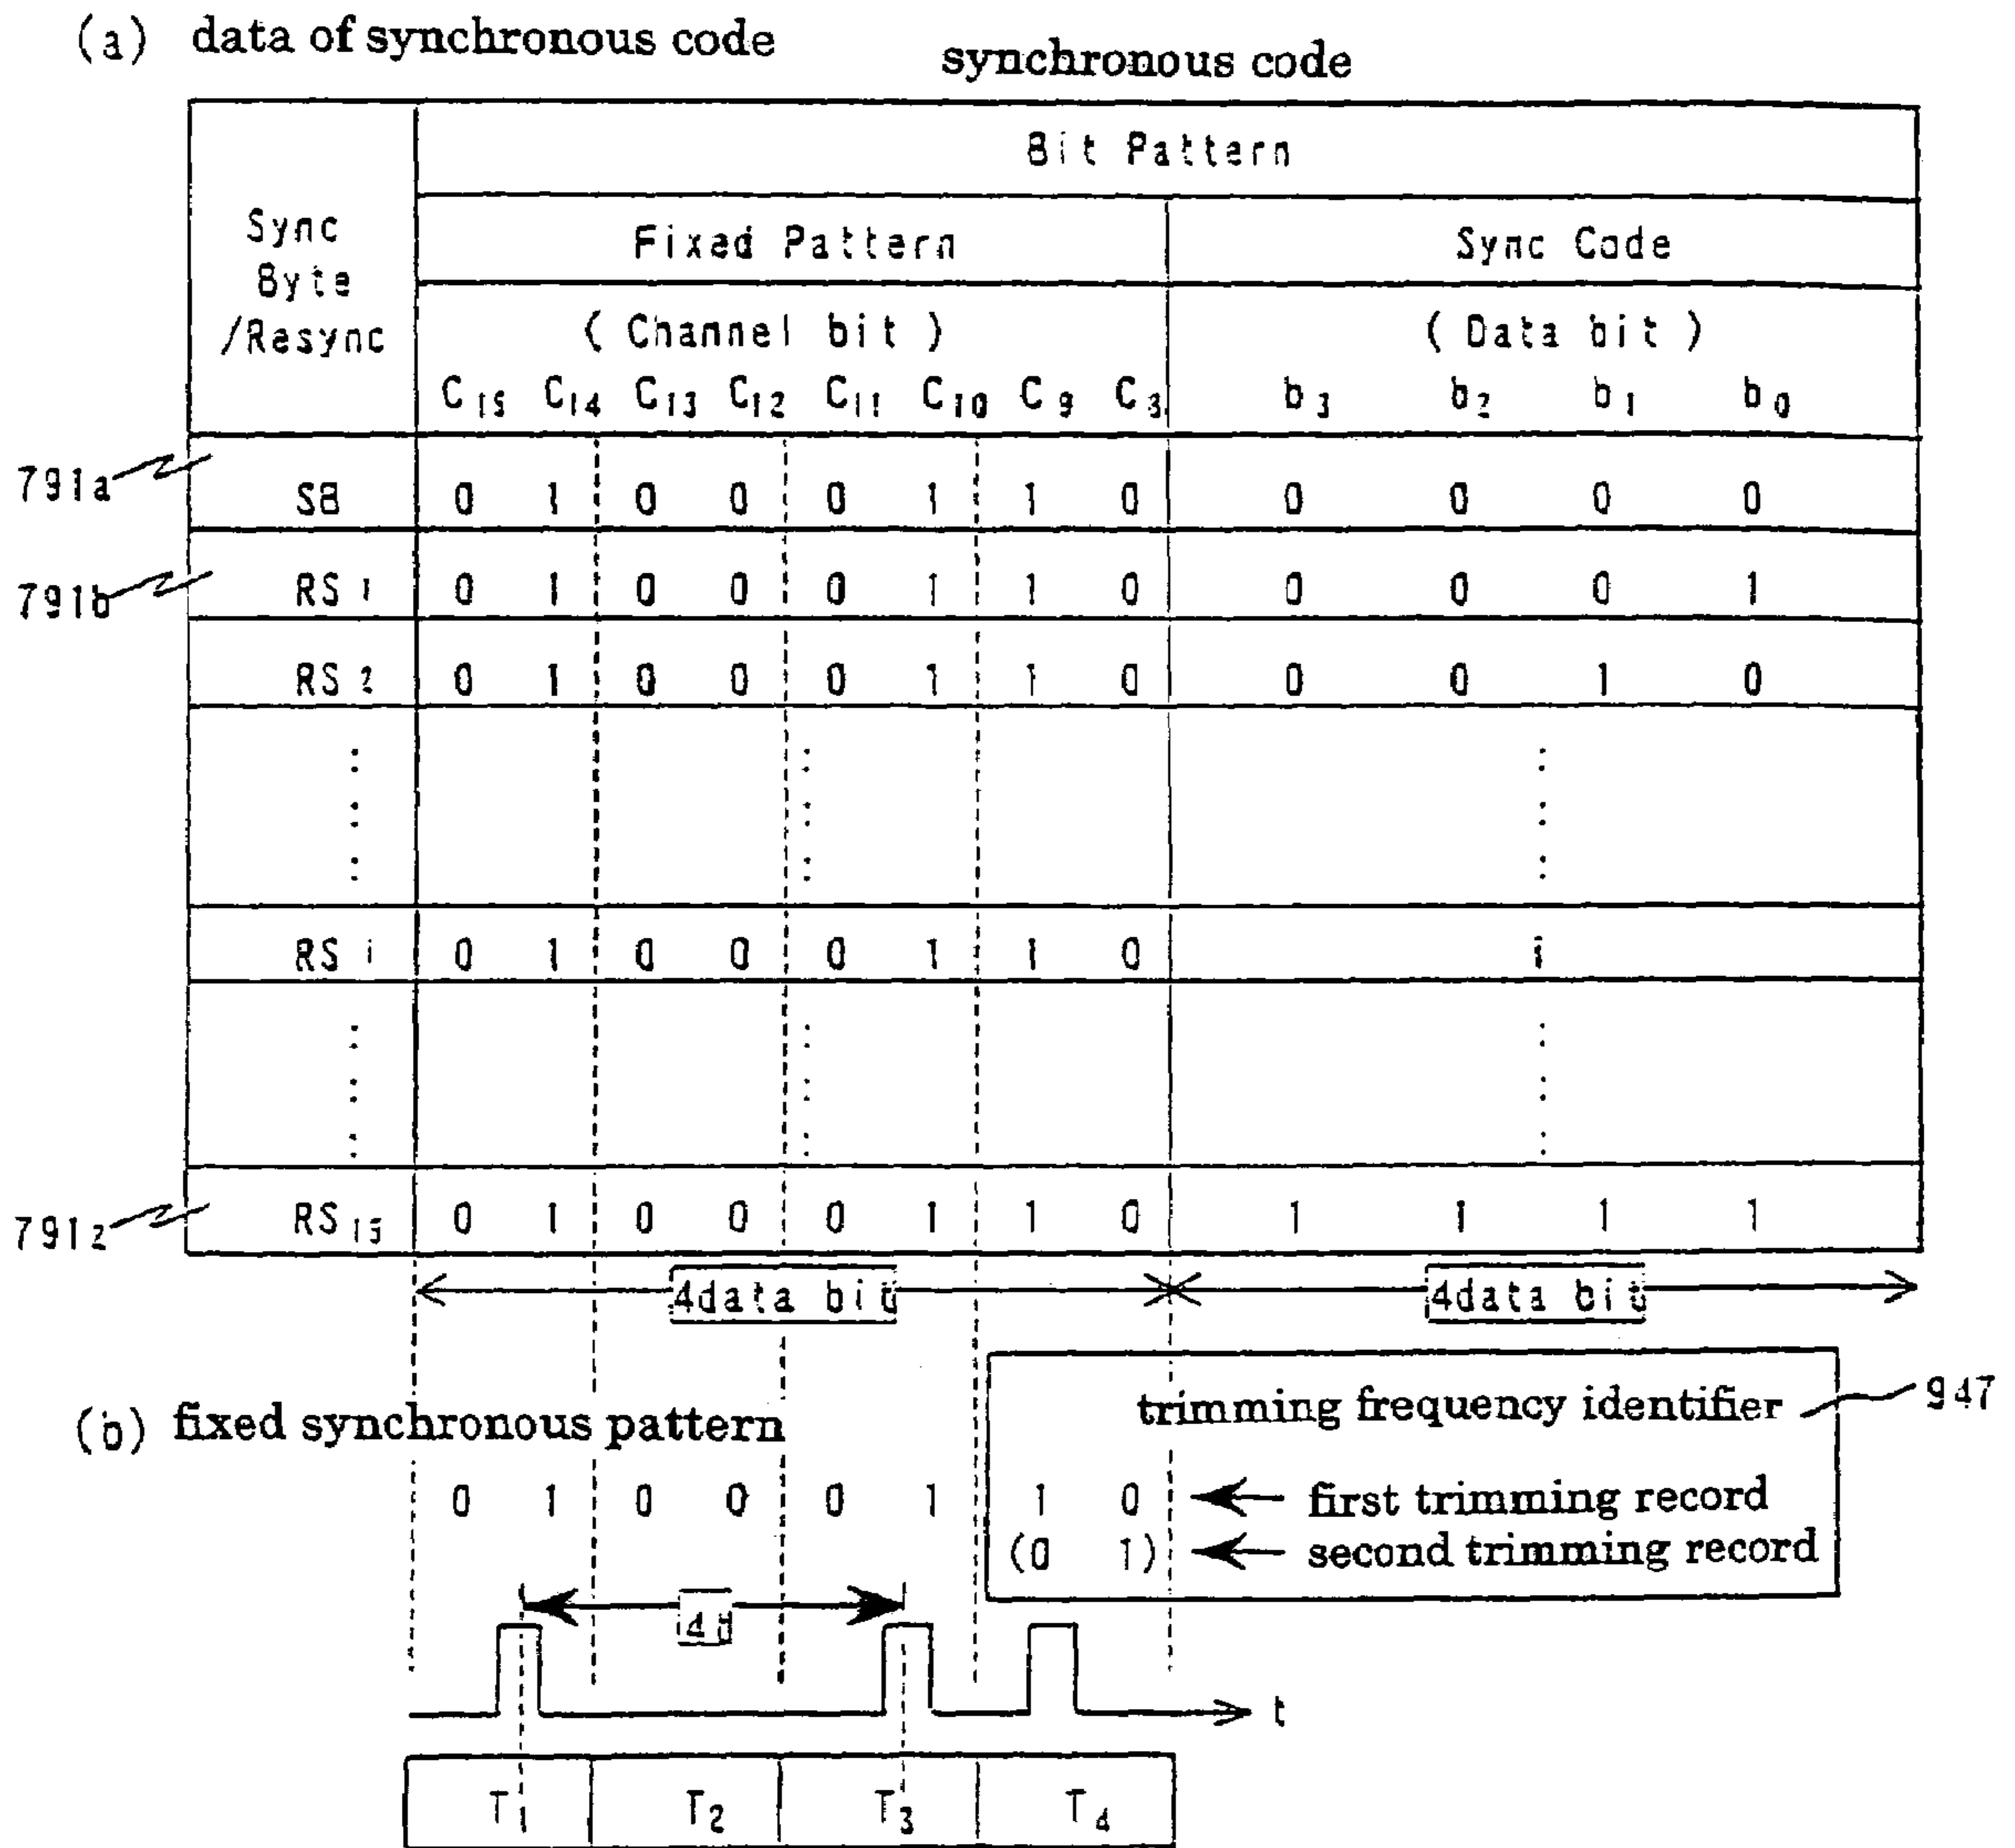 (a) data of synchronous code
synchronous code
Bit Pattern
Sync Byte /Resync
Fixed Pattern
Sync Code
( Channel bit )
( Data bit )
C15 C14 C13 C12 C11 C10 C9 C8 b3 b2 b1 b0
791a
SB 0 1 0 0 0 1 1 0 0 0 0 0
791b
RS1 0 1 0 0 0 1 1 0 0 0 0 1
RS2 0 1 0 0 0 1 1 0 0 0 1 0
RSi 0 1 0 0 0 1 1 0 i
791z
RS15 0 1 0 0 0 1 1 0 1 1 1 1
4data bit 4data bit
trimming frequency identifier 947
(b) fixed synchronous pattern
0 1 0 0 0 1 1 0 first trimming record
(0 1) second trimming record
t
T1 T2 T3 T4